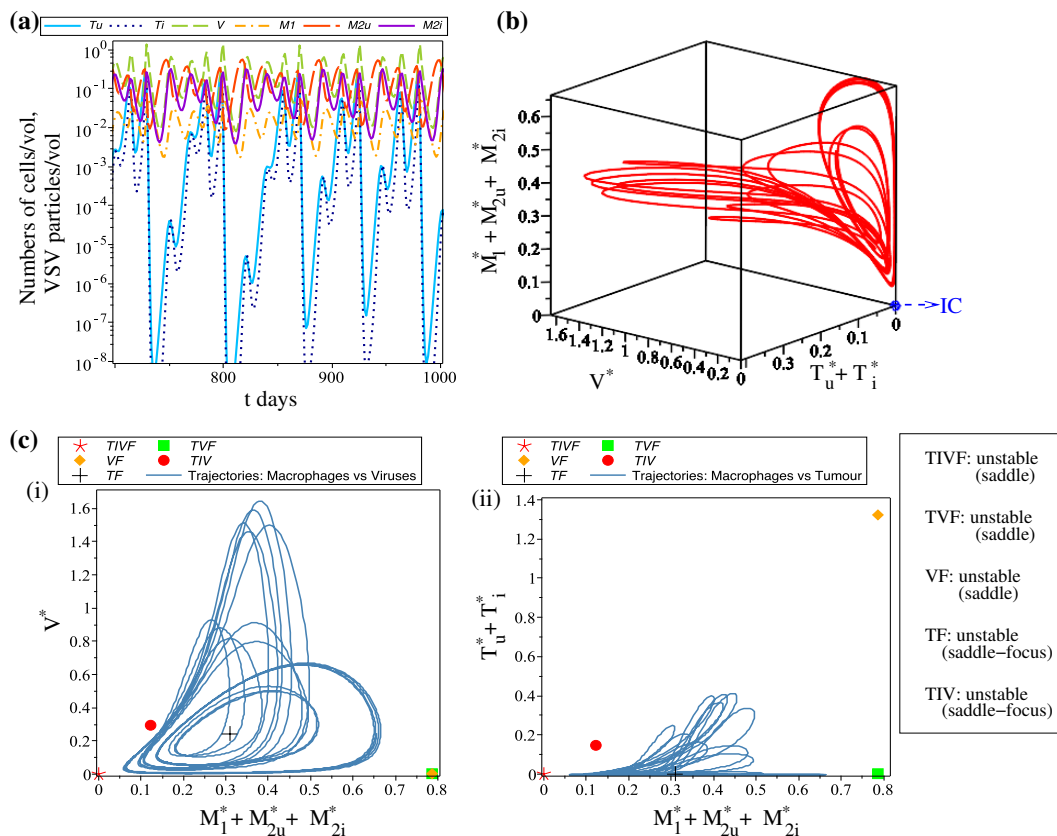 (a)
Tu Ti V M1 M2u M2i
Numbers of cells/vol,
VSV particles/vol
10^0
10^-1
10^-2
10^-3
10^-4
10^-5
10^-6
10^-7
10^-8
800 900 1000
t days
(b)
M*1 + M*2u + M*2i
0.6
0.5
0.4
0.3
0.2
0.1
0
1.6 1.4 1.2 1 0.8 0.6 0.4 0.2 0
V*
0.3 0.2 0.1 0
T*u + T*i
IC
(c)
TIVF TVF
VF TIV
TF Trajectories: Macrophages vs Viruses
(i)
V*
1.6
1.4
1.2
1
0.8
0.6
0.4
0.2
0
0 0.1 0.2 0.3 0.4 0.5 0.6 0.7 0.8
M*1 + M*2u + M*2i
TIVF TVF
VF TIV
TF Trajectories: Macrophages vs Tumour
(ii)
T*u + T*i
1.4
1.2
1
0.8
0.6
0.4
0.2
0
0 0.1 0.2 0.3 0.4 0.5 0.6 0.7 0.8
M*1 + M*2u + M*2i
TIVF: unstable
(saddle)
TVF: unstable
(saddle)
VF: unstable
(saddle)
TF: unstable
(saddle-focus)
TIV: unstable
(saddle-focus)